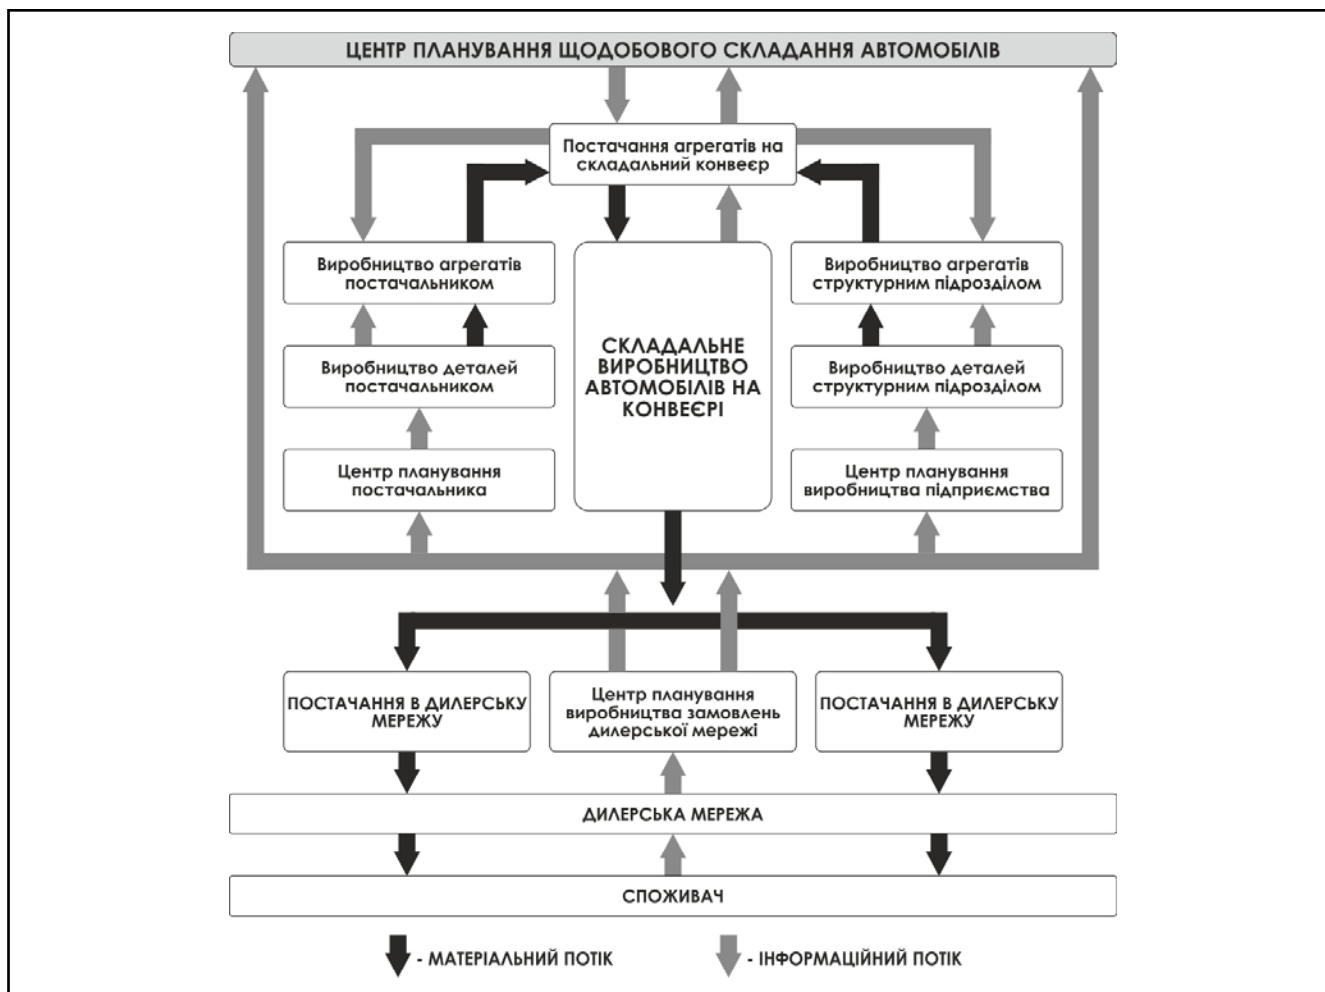 ЦЕНТР ПЛАНУВАННЯ ЩОДОБОВОГО СКЛАДАННЯ АВТОМОБІЛІВ
Постачання агрегатів на
складальний конвеєр
Виробництво агрегатів
постачальником
Виробництво агрегатів
структурним підрозділом
СКЛАДАЛЬНЕ
ВИРОБНИЦТВО
АВТОМОБІЛІВ НА
КОНВЕЄРІ
Виробництво деталей
постачальником
Виробництво деталей
структурним підрозділом
Центр планування
постачальника
Центр планування
виробництва підприємства
ПОСТАЧАННЯ В ДИЛЕРСЬКУ
МЕРЕЖУ
Центр планування
виробництва замовлень
дилерської мережі
ПОСТАЧАННЯ В ДИЛЕРСЬКУ
МЕРЕЖУ
ДИЛЕРСЬКА МЕРЕЖА
СПОЖИВАЧ
- МАТЕРІАЛЬНИЙ ПОТІК
- ІНФОРМАЦІЙНИЙ ПОТІК